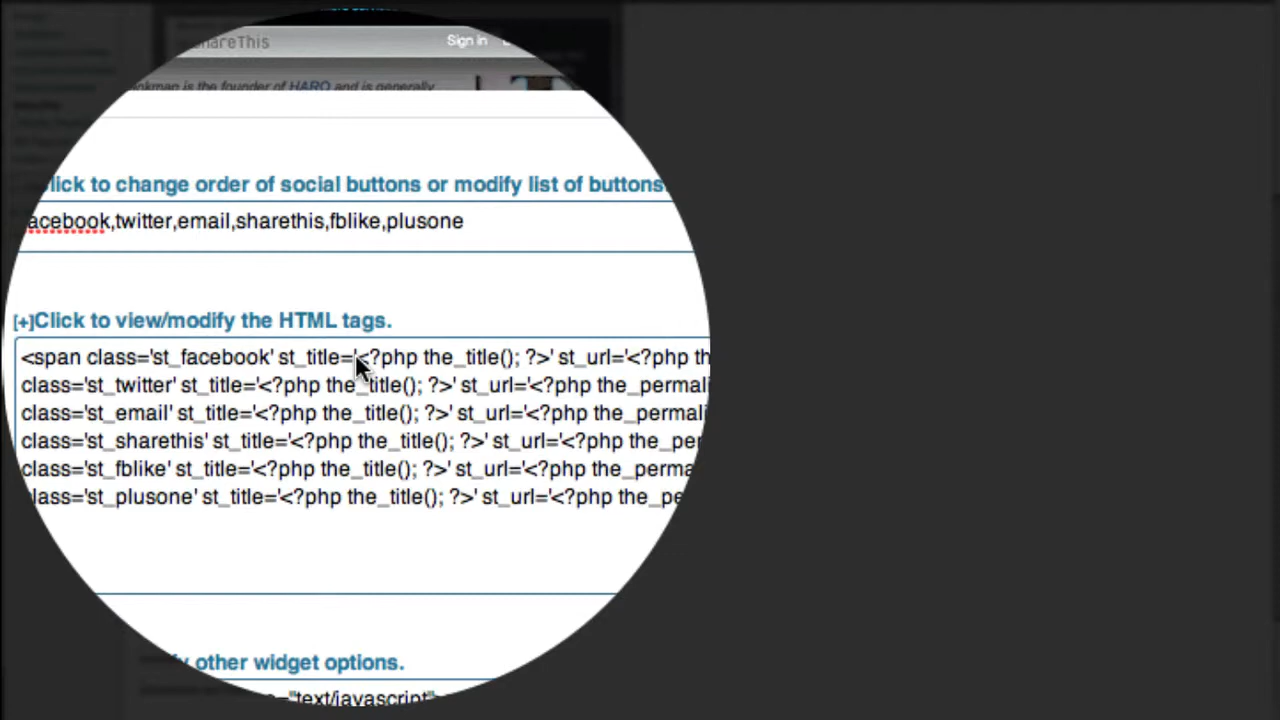 hareThis Sign in
is the founder of HARO and is generally
lick to change order of social buttons or modify list of buttons.
acebook,twitter,email,sharethis,fblike,plusone
[+]Click to view/modify the HTML tags.
<span class='st_facebook' st_title='<?php the_title(); ?>' st_url='<?php th
class='st_twitter' st_title='<?php the_title(); ?>' st_url='<?php the_permali
class='st_email' st_title='<?php the_title(); ?>' st_url='<?php the_permali
class='st_sharethis' st_title='<?php the_title(); ?>' st_url='<?php the_per
class='st_fblike' st_title='<?php the_title(); ?>' st_url='<?php the_perma
lass='st_plusone' st_title='<?php the_title(); ?>' st_url='<?php the_pe
y other widget options.
="text/javascript"